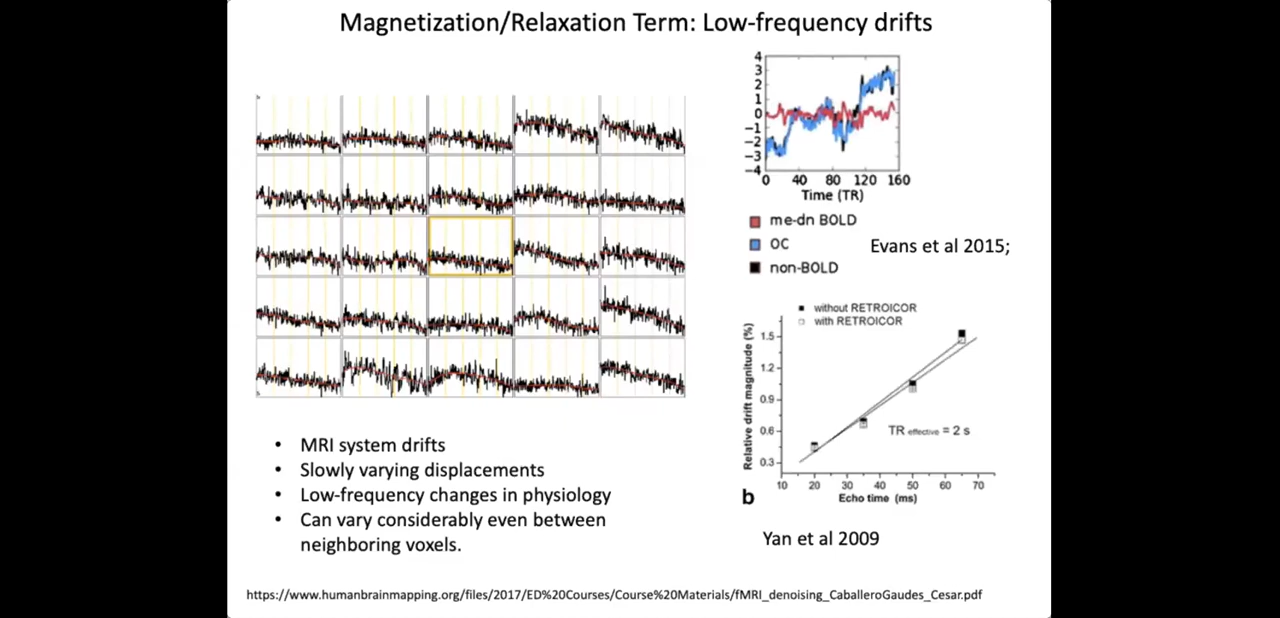 Magnetization/Relaxation Term: Low-frequency drifts
4
3
2
1
0
−1
−2
−3
−4
0 40 80 120 160
Time (TR)
me-dn BOLD
OC
non-BOLD
Evans et al 2015;
without RETROICOR
with RETROICOR
Relative drift magnitude (%)
1.5
1.2
0.9
0.6
0.3
TR effective = 2 s
10 20 30 40 50 60 70
Echo time (ms)
b
Yan et al 2009
• MRI system drifts
• Slowly varying displacements
• Low-frequency changes in physiology
• Can vary considerably even between
neighboring voxels.
https://www.humanbrainmapping.org/files/2017/ED%20Courses/Course%20Materials/fMRI_denoising_CaballeroGaudes_Cesar.pdf